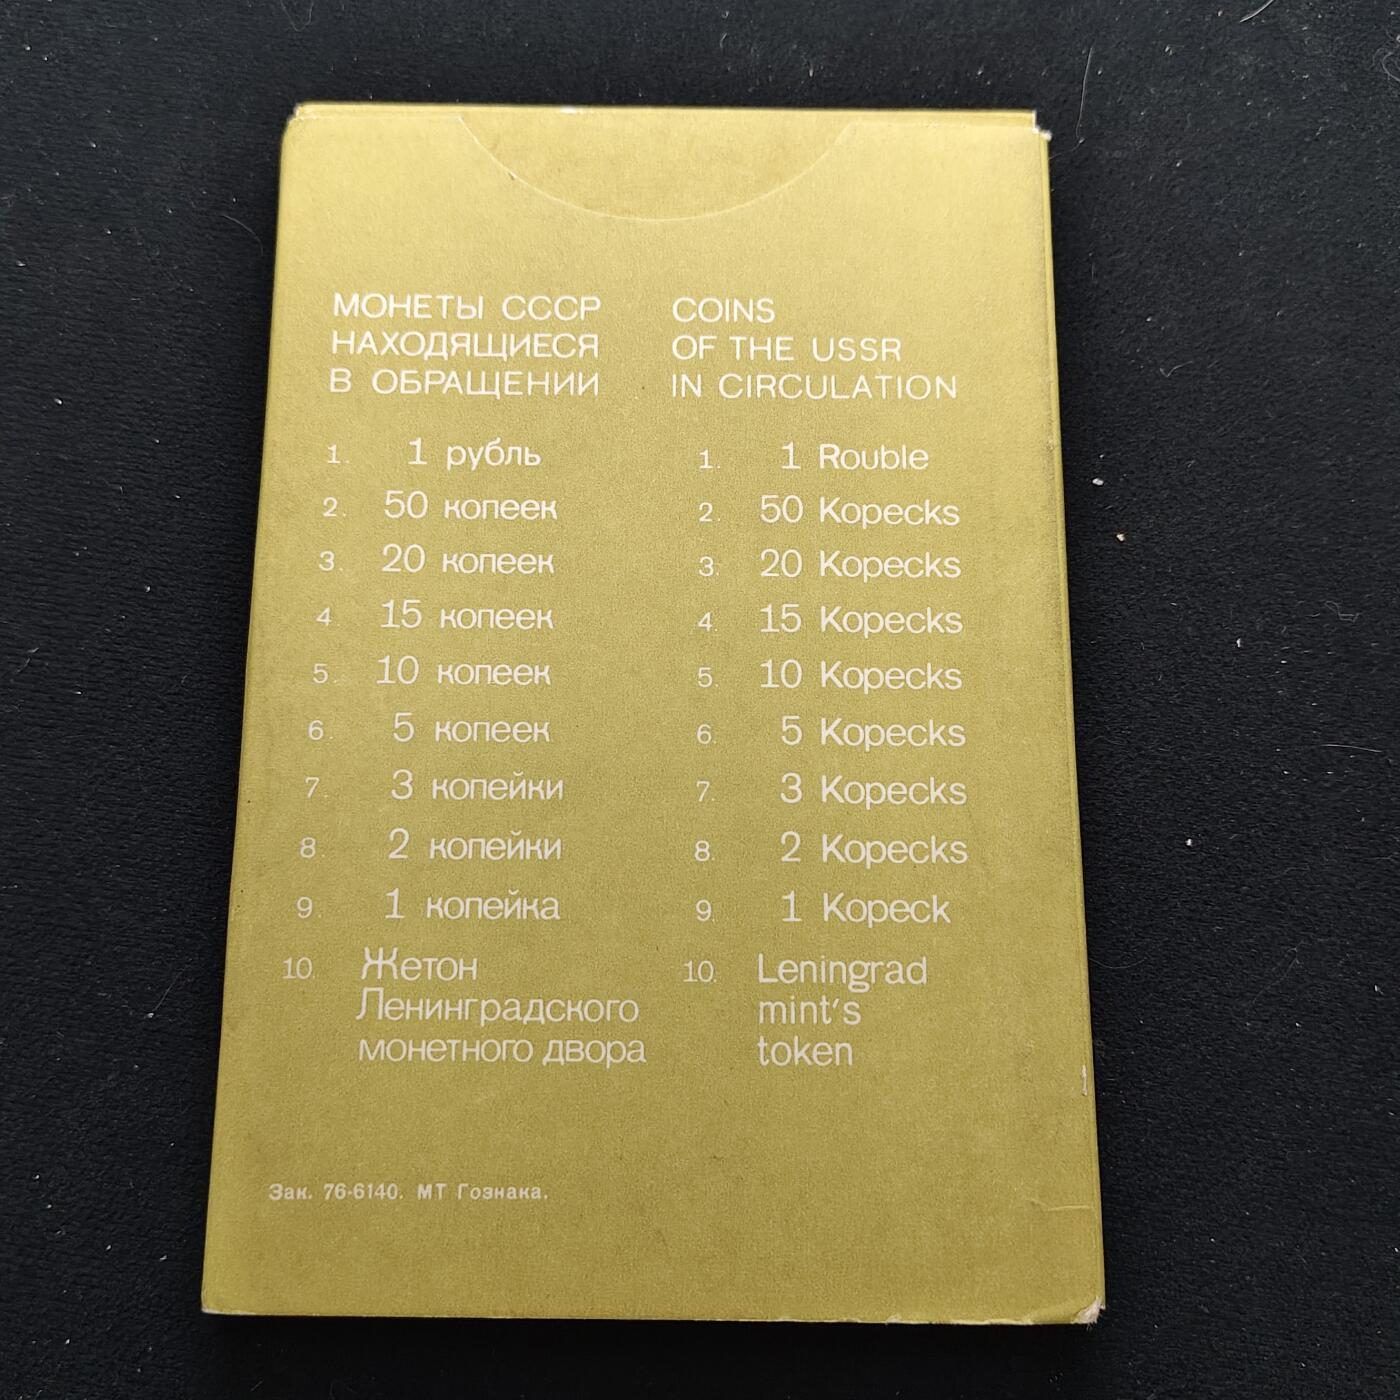 МОНЕТЫ СССР
НАХОДЯЩИЕСЯ
В ОБРАЩЕНИИ
1. 1 рубль
2. 50 копеек
3. 20 копеек
4. 15 копеек
5. 10 копеек
6. 5 копеек
7. 3 копейки
8. 2 копейки
9. 1 копейка
10. Жетон
Ленинградского
монетного двора
COINS
OF THE USSR
IN CIRCULATION
1. 1 Rouble
2. 50 Kopecks
3. 20 Kopecks
4. 15 Kopecks
5. 10 Kopecks
6. 5 Kopecks
7. 3 Kopecks
8. 2 Kopecks
9. 1 Kopeck
10. Leningrad
mint's
token
Зак. 76-6140. МТ Гознака.